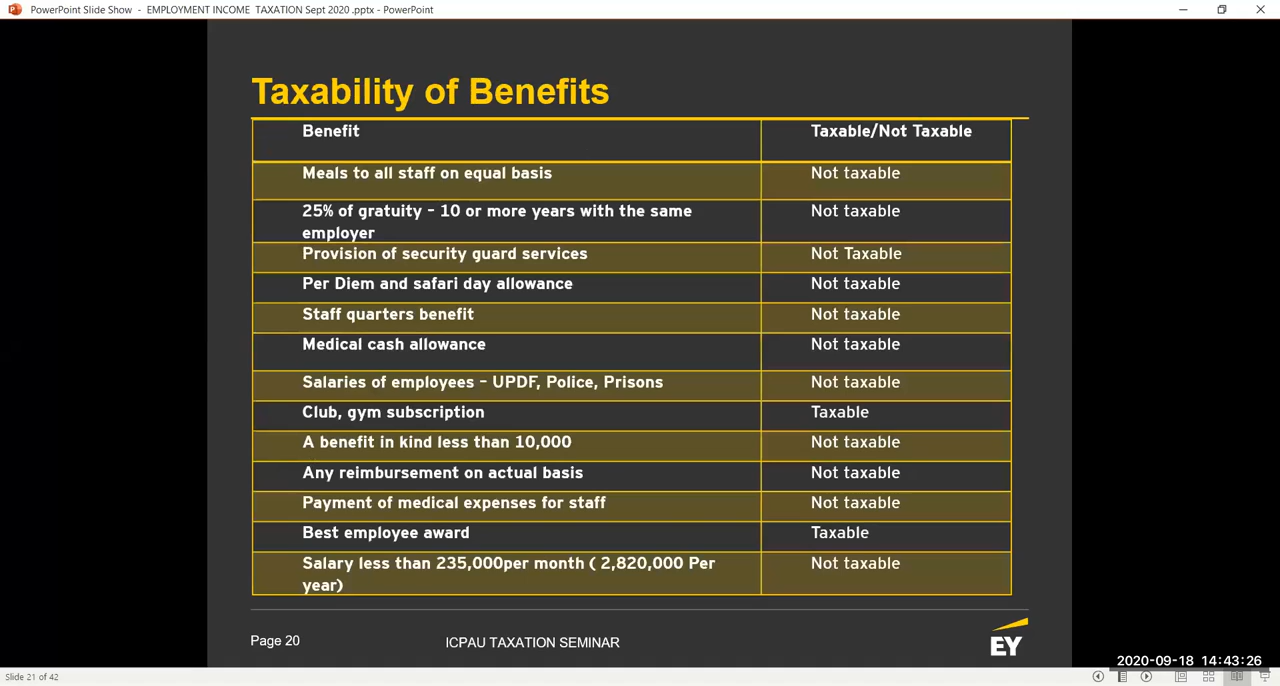 PowerPoint Slide Show - EMPLOYMENT INCOME TAXATION Sept 2020 .pptx - PowerPoint
Taxability of Benefits
Benefit Taxable/Not Taxable
Meals to all staff on equal basis Not taxable
25% of gratuity – 10 or more years with the same Not taxable
employer
Provision of security guard services Not Taxable
Per Diem and safari day allowance Not taxable
Staff quarters benefit Not taxable
Medical cash allowance Not taxable
Salaries of employees – UPDF, Police, Prisons Not taxable
Club, gym subscription Taxable
A benefit in kind less than 10,000 Not taxable
Any reimbursement on actual basis Not taxable
Payment of medical expenses for staff Not taxable
Best employee award Taxable
Salary less than 235,000per month ( 2,820,000 Per Not taxable
year)
Page 20 ICPAU TAXATION SEMINAR EY
2020-09-18 14:43:26
Slide 21 of 42